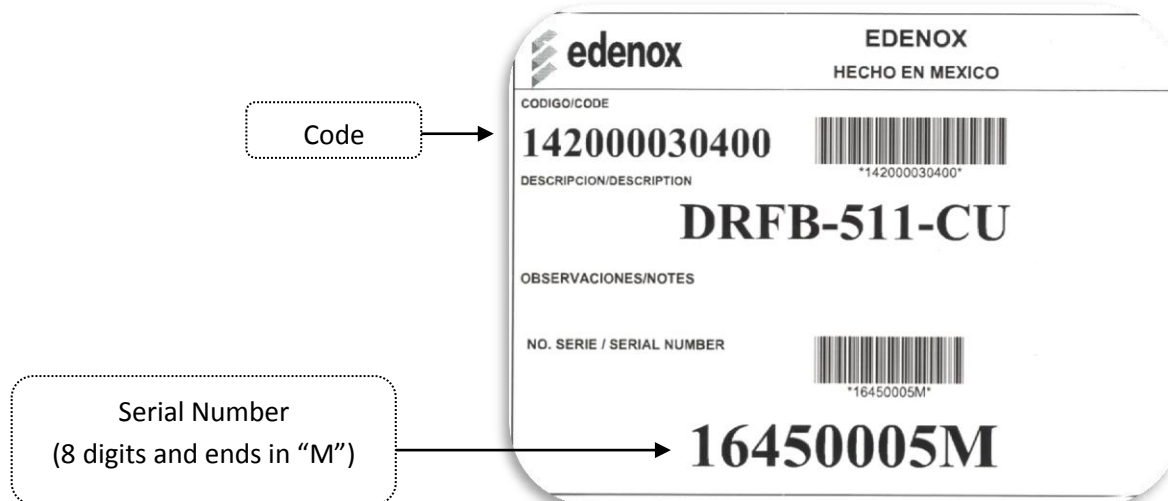 edenox
EDENOX
HECHO EN MEXICO
CODIGO/CODE
Code
142000030400
*142000030400*
DESCRIPCION/DESCRIPTION
DRFB-511-CU
OBSERVACIONES/NOTES
NO. SERIE / SERIAL NUMBER
*16450005M*
Serial Number
(8 digits and ends in “M”)
16450005M